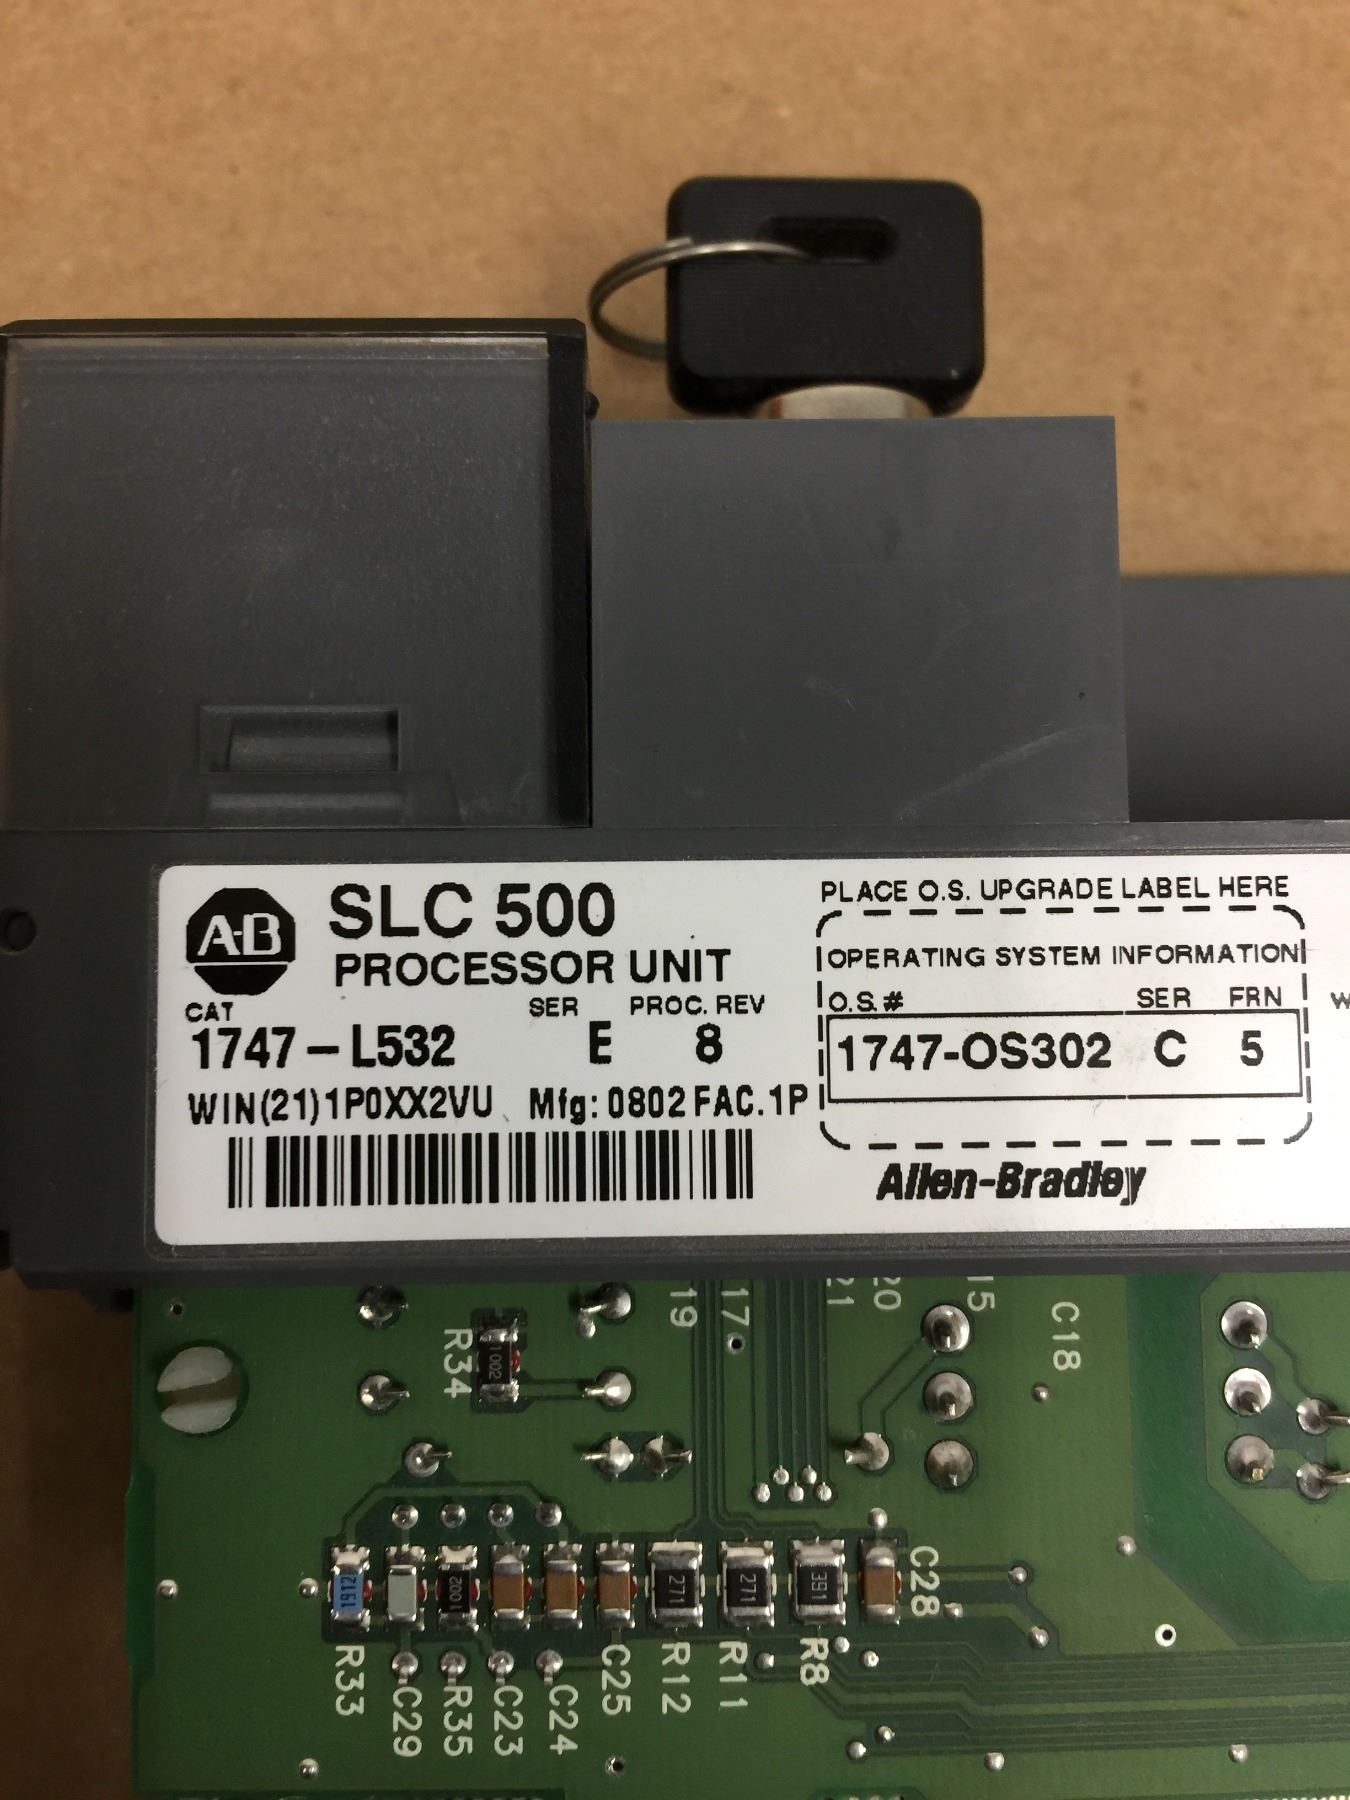 A-B
SLC 500
PROCESSOR UNIT
CAT SER PROC. REV
1747-L532 E 8
WIN(21)1P0XX2VU Mfg: 0802 FAC.1P
PLACE O.S. UPGRADE LABEL HERE
OPERATING SYSTEM INFORMATION
O.S.# SER FRN
1747-OS302 C 5
Allen-Bradley
W
19
17
21
20
15
C18
R34
1002
1912
1002
271
271
391
C28
R33
C29
R35
C23
C24
C25
R12
R11
R8